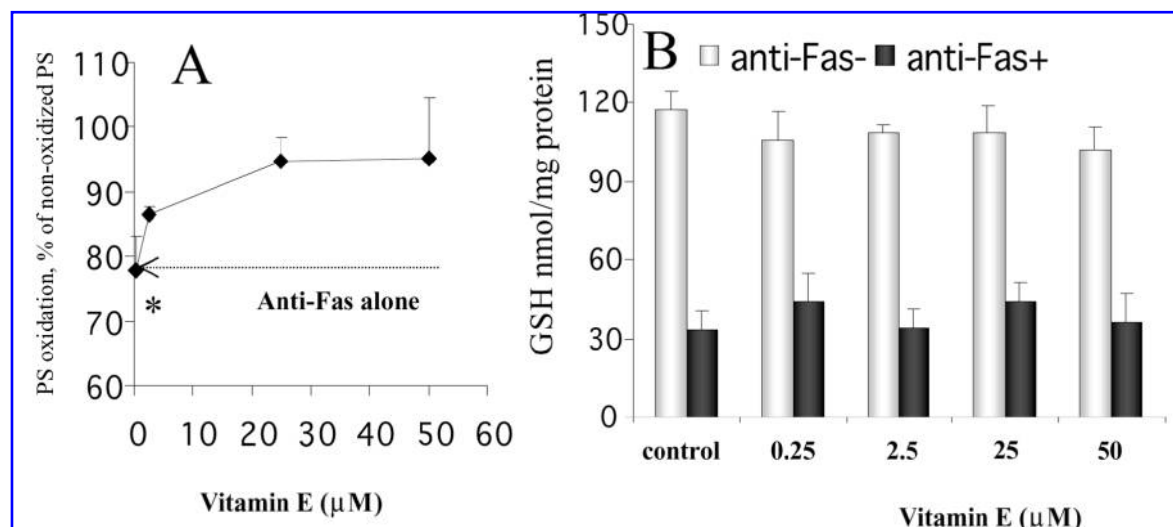 A
PS oxidation, % of non-oxidized PS
110
100
90
80
70
60
*
Anti-Fas alone
0 10 20 30 40 50 60
Vitamin E (μM)
B
anti-Fas- anti-Fas+
GSH nmol/mg protein
150
120
90
60
30
0
control 0.25 2.5 25 50
Vitamin E (μM)